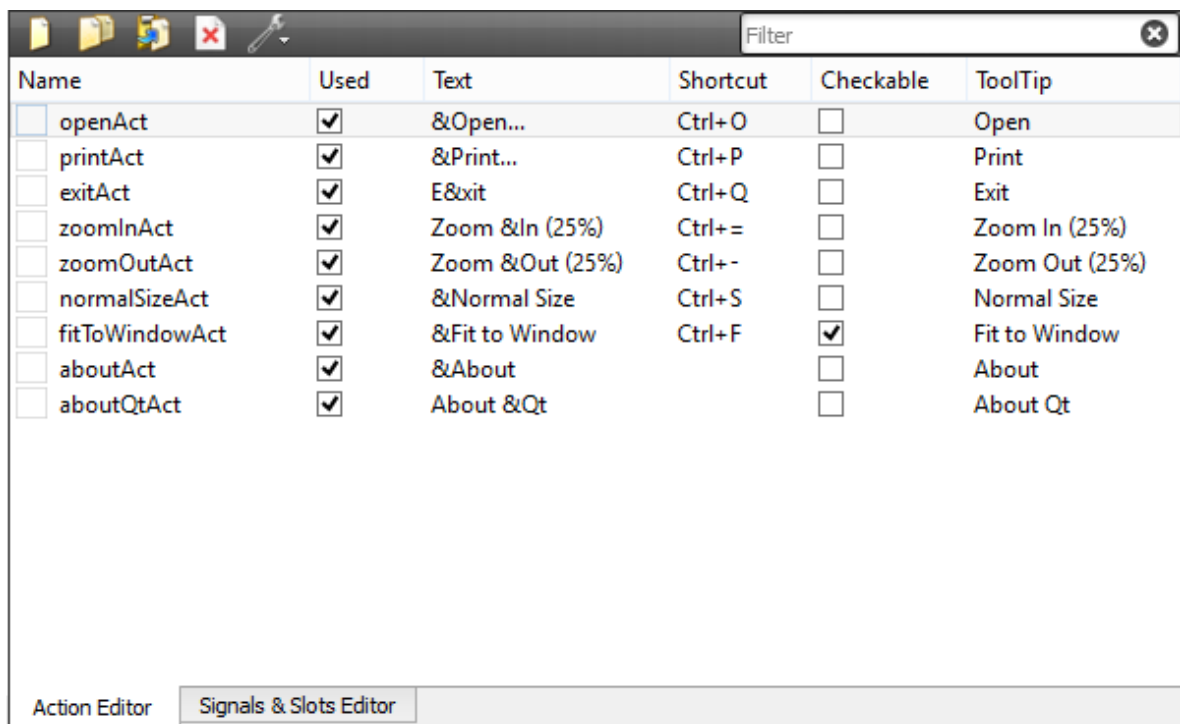 Filter
Name Used Text Shortcut Checkable ToolTip
openAct &Open... Ctrl+O Open
printAct &Print... Ctrl+P Print
exitAct E&xit Ctrl+Q Exit
zoomInAct Zoom &In (25%) Ctrl+= Zoom In (25%)
zoomOutAct Zoom &Out (25%) Ctrl+- Zoom Out (25%)
normalSizeAct &Normal Size Ctrl+S Normal Size
fitToWindowAct &Fit to Window Ctrl+F Fit to Window
aboutAct &About About
aboutQtAct About &Qt About Qt
Action Editor Signals & Slots Editor